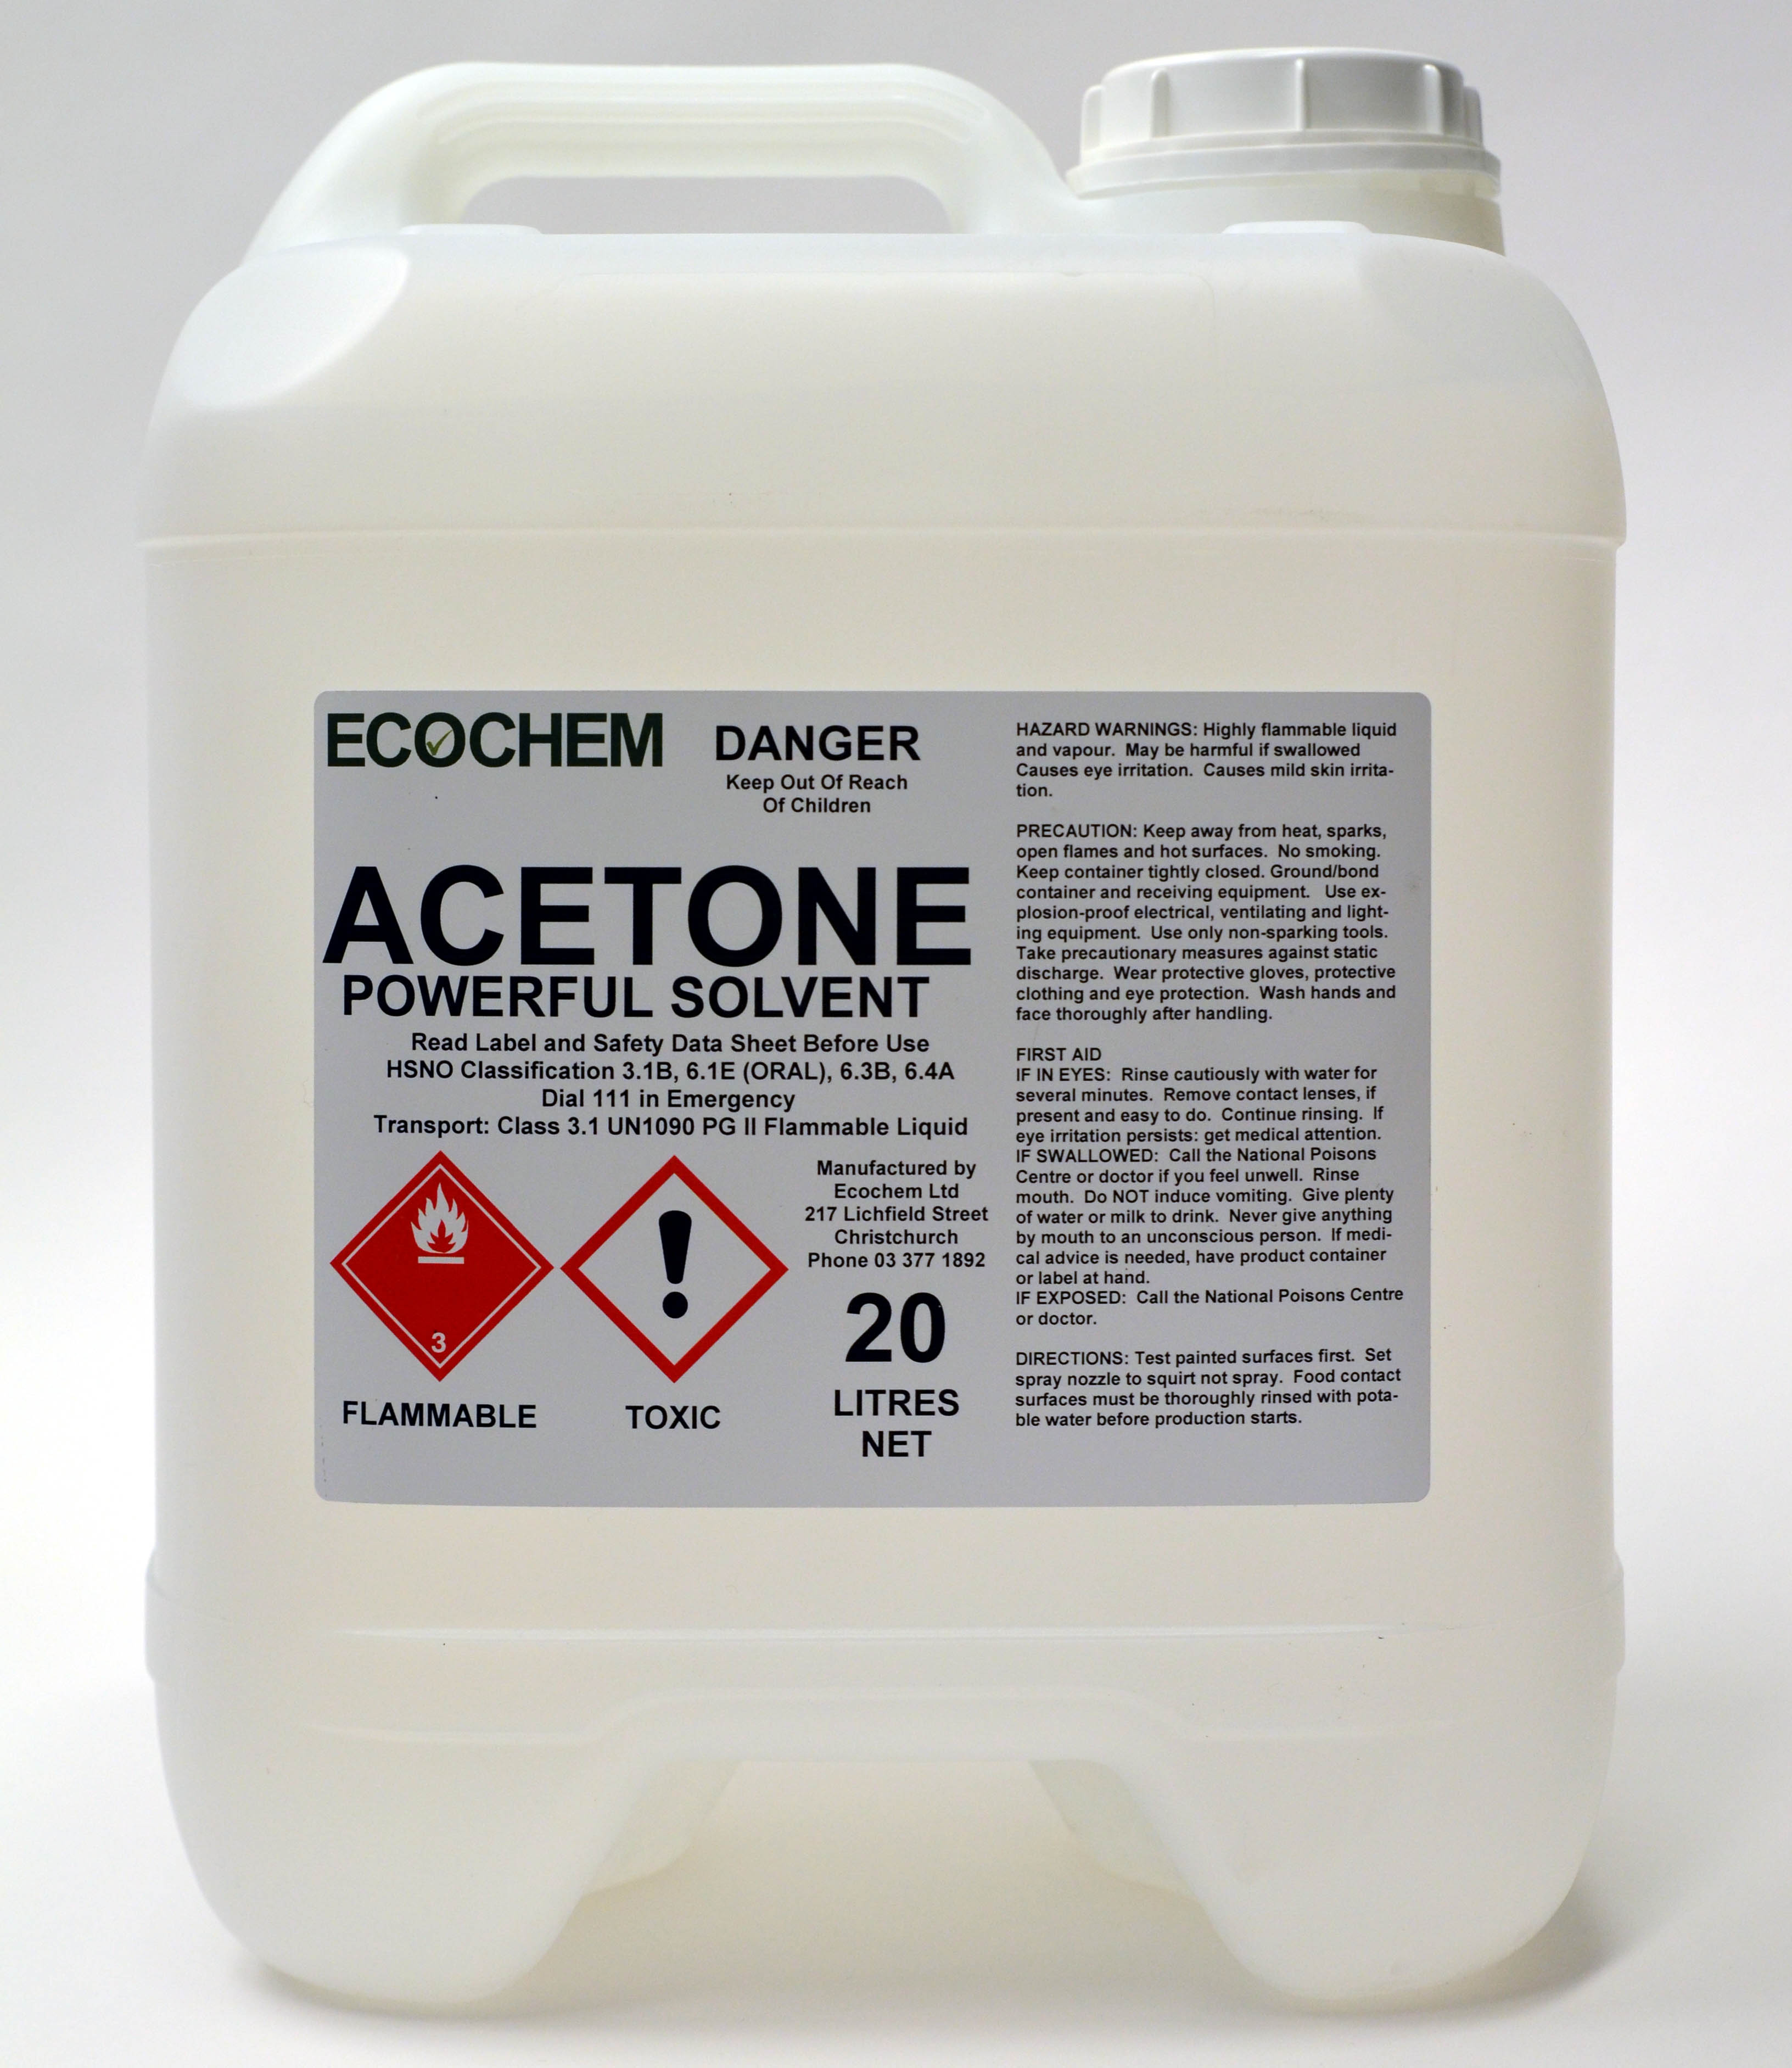 ECOCHEM
DANGER
Keep Out Of Reach
Of Children
ACETONE
POWERFUL SOLVENT
Read Label and Safety Data Sheet Before Use
HSNO Classification 3.1B, 6.1E (ORAL), 6.3B, 6.4A
Dial 111 in Emergency
Transport: Class 3.1 UN1090 PG II Flammable Liquid
3
FLAMMABLE
TOXIC
Manufactured by
Ecochem Ltd
217 Lichfield Street
Christchurch
Phone 03 377 1892
20
LITRES
NET
HAZARD WARNINGS: Highly flammable liquid
and vapour. May be harmful if swallowed
Causes eye irritation. Causes mild skin irrita-
tion.
PRECAUTION: Keep away from heat, sparks,
open flames and hot surfaces. No smoking.
Keep container tightly closed. Ground/bond
container and receiving equipment. Use ex-
plosion-proof electrical, ventilating and light-
ing equipment. Use only non-sparking tools.
Take precautionary measures against static
discharge. Wear protective gloves, protective
clothing and eye protection. Wash hands and
face thoroughly after handling.
FIRST AID
IF IN EYES: Rinse cautiously with water for
several minutes. Remove contact lenses, if
present and easy to do. Continue rinsing. If
eye irritation persists: get medical attention.
IF SWALLOWED: Call the National Poisons
Centre or doctor if you feel unwell. Rinse
mouth. Do NOT induce vomiting. Give plenty
of water or milk to drink. Never give anything
by mouth to an unconscious person. If medi-
cal advice is needed, have product container
or label at hand.
IF EXPOSED: Call the National Poisons Centre
or doctor.
DIRECTIONS: Test painted surfaces first. Set
spray nozzle to squirt not spray. Food contact
surfaces must be thoroughly rinsed with pota-
ble water before production starts.